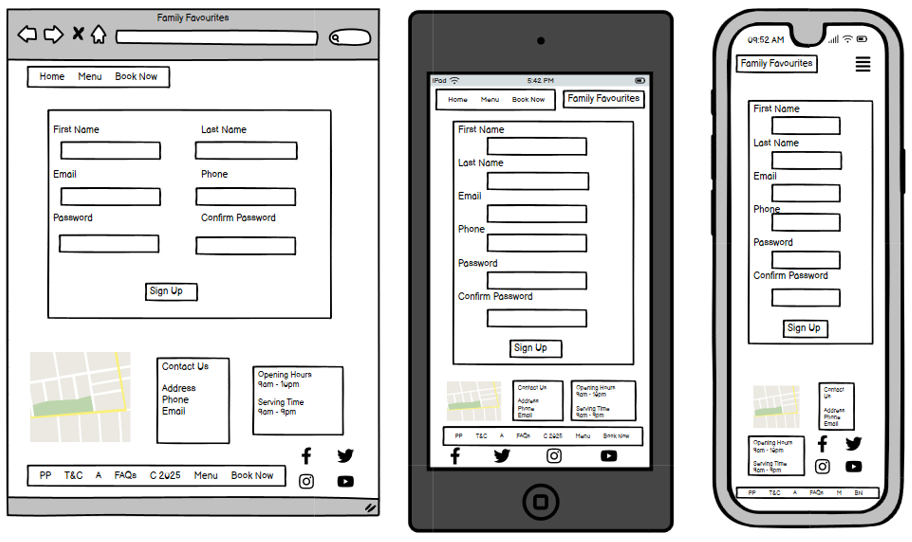 Family Favourites
Home Menu Book Now
First Name Last Name
Email Phone
Password Confirm Password
Sign Up
Contact Us
Address
Phone
Email
Opening Hours
9am - 10pm
Serving Time
9am - 9pm
PP T&C A FAQs C 2025 Menu Book Now
iPad 5:42 PM
Home Menu Book Now
Family Favourites
First Name
Last Name
Email
Phone
Password
Confirm Password
Sign Up
Contact Us
Address
Phone
Email
Opening Hours
9am - 10pm
Serving Time
9am - 9pm
PP T&C A FAQs C 2025 Menu Book Now
09:52 AM
Family Favourites
First Name
Last Name
Email
Phone
Password
Confirm Password
Sign Up
Contact
Us
Address
Phone
Email
Opening Hours
9am - 10pm
Serving Time
9am - 9pm
PP T&C A FAQs M BN